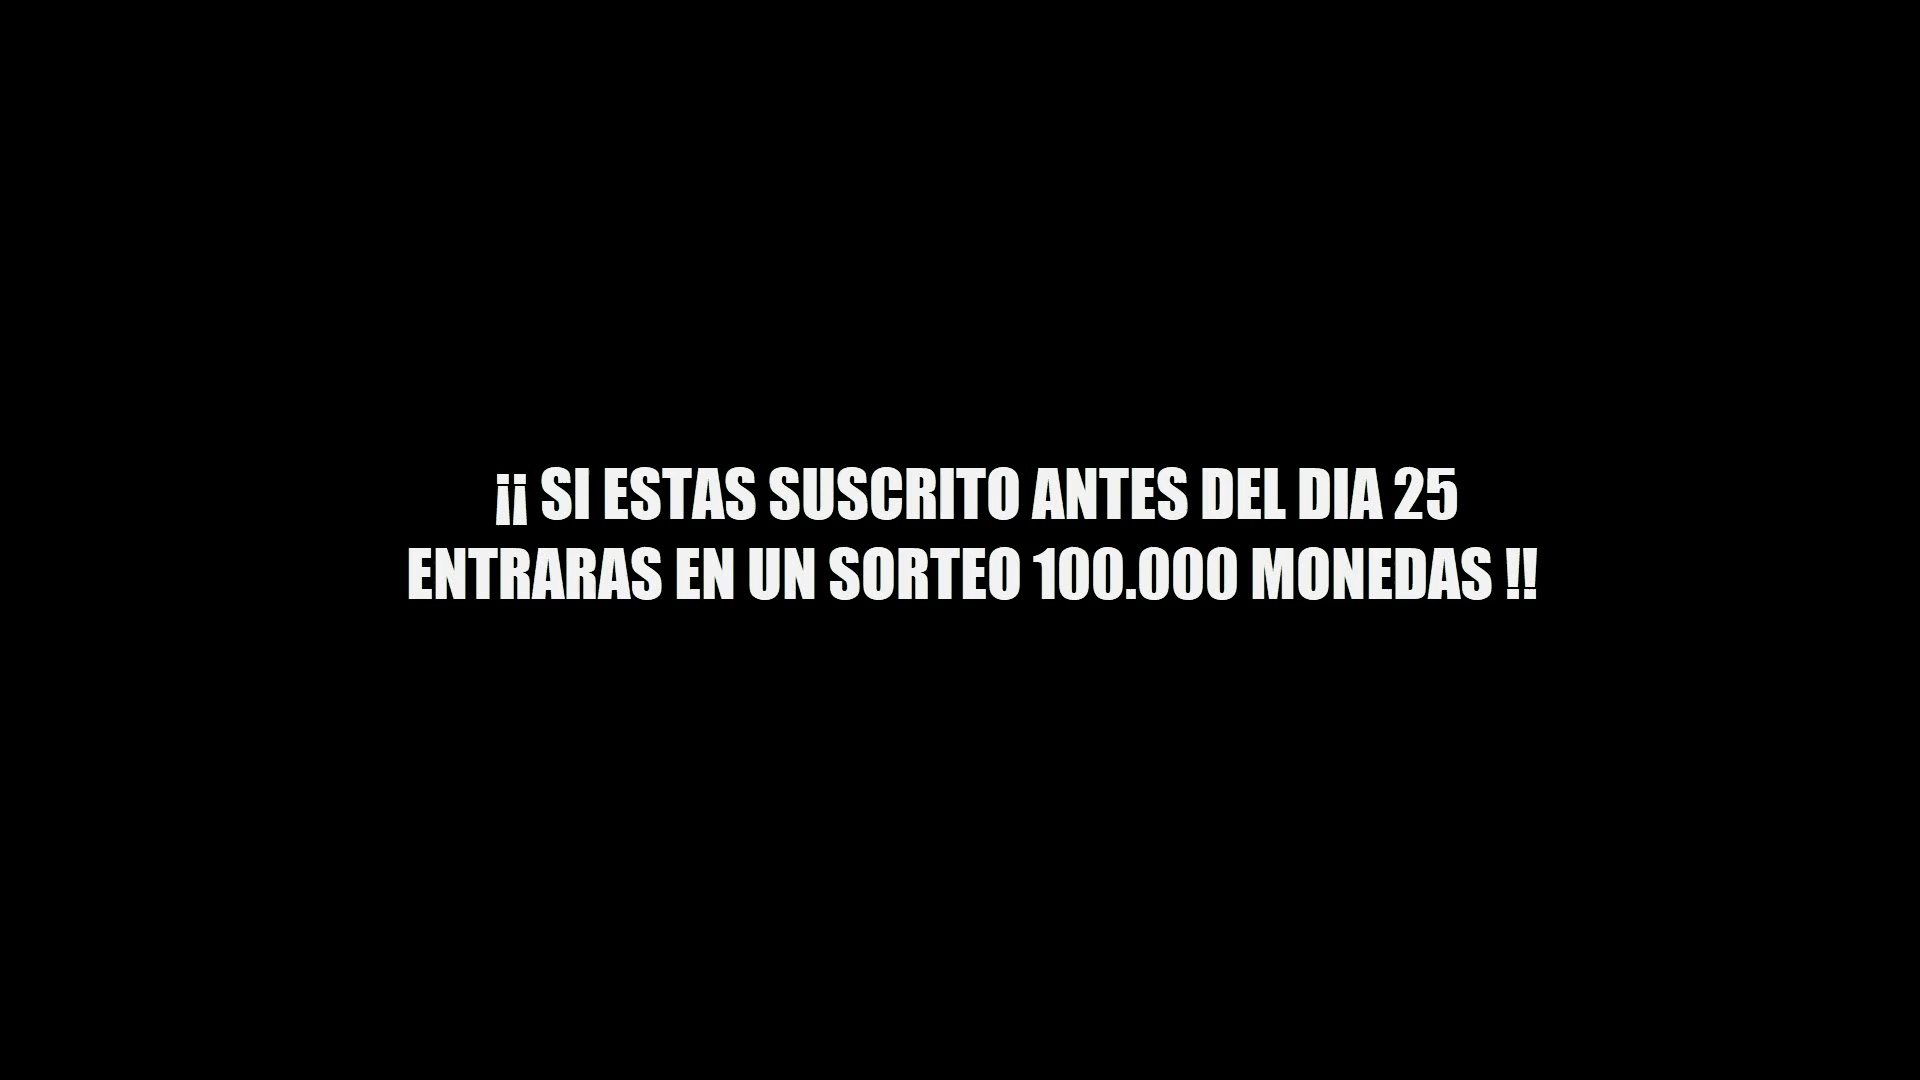 ¡¡ SI ESTAS SUSCRITO ANTES DEL DIA 25
ENTRARAS EN UN SORTEO 100.000 MONEDAS !!